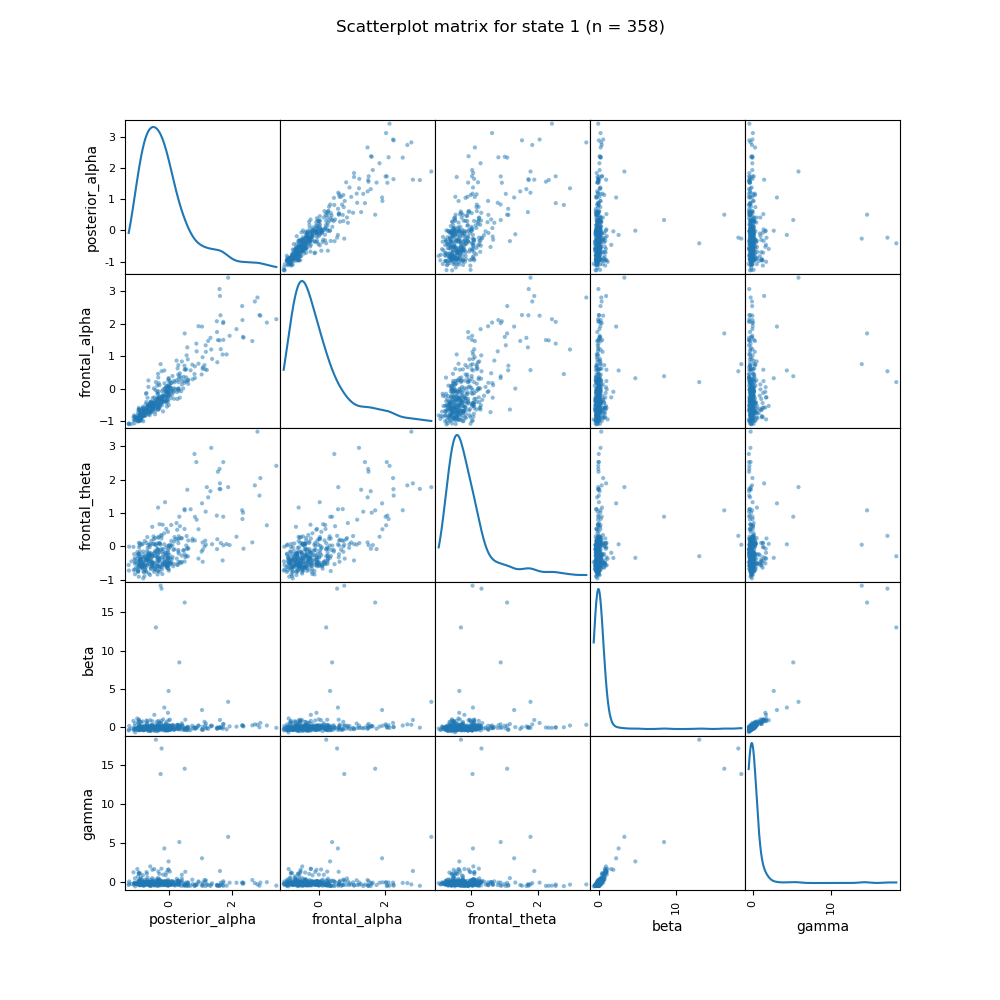 Scatterplot matrix for state 1 (n = 358)
posterior_alpha
3
2
1
0
-1
frontal_alpha
3
2
1
0
−1
frontal_theta
3
2
1
0
−1
beta
15
10
5
0
gamma
15
10
5
0
0 2 0 2 0 2 0 10 0 10
posterior_alpha frontal_alpha frontal_theta beta gamma